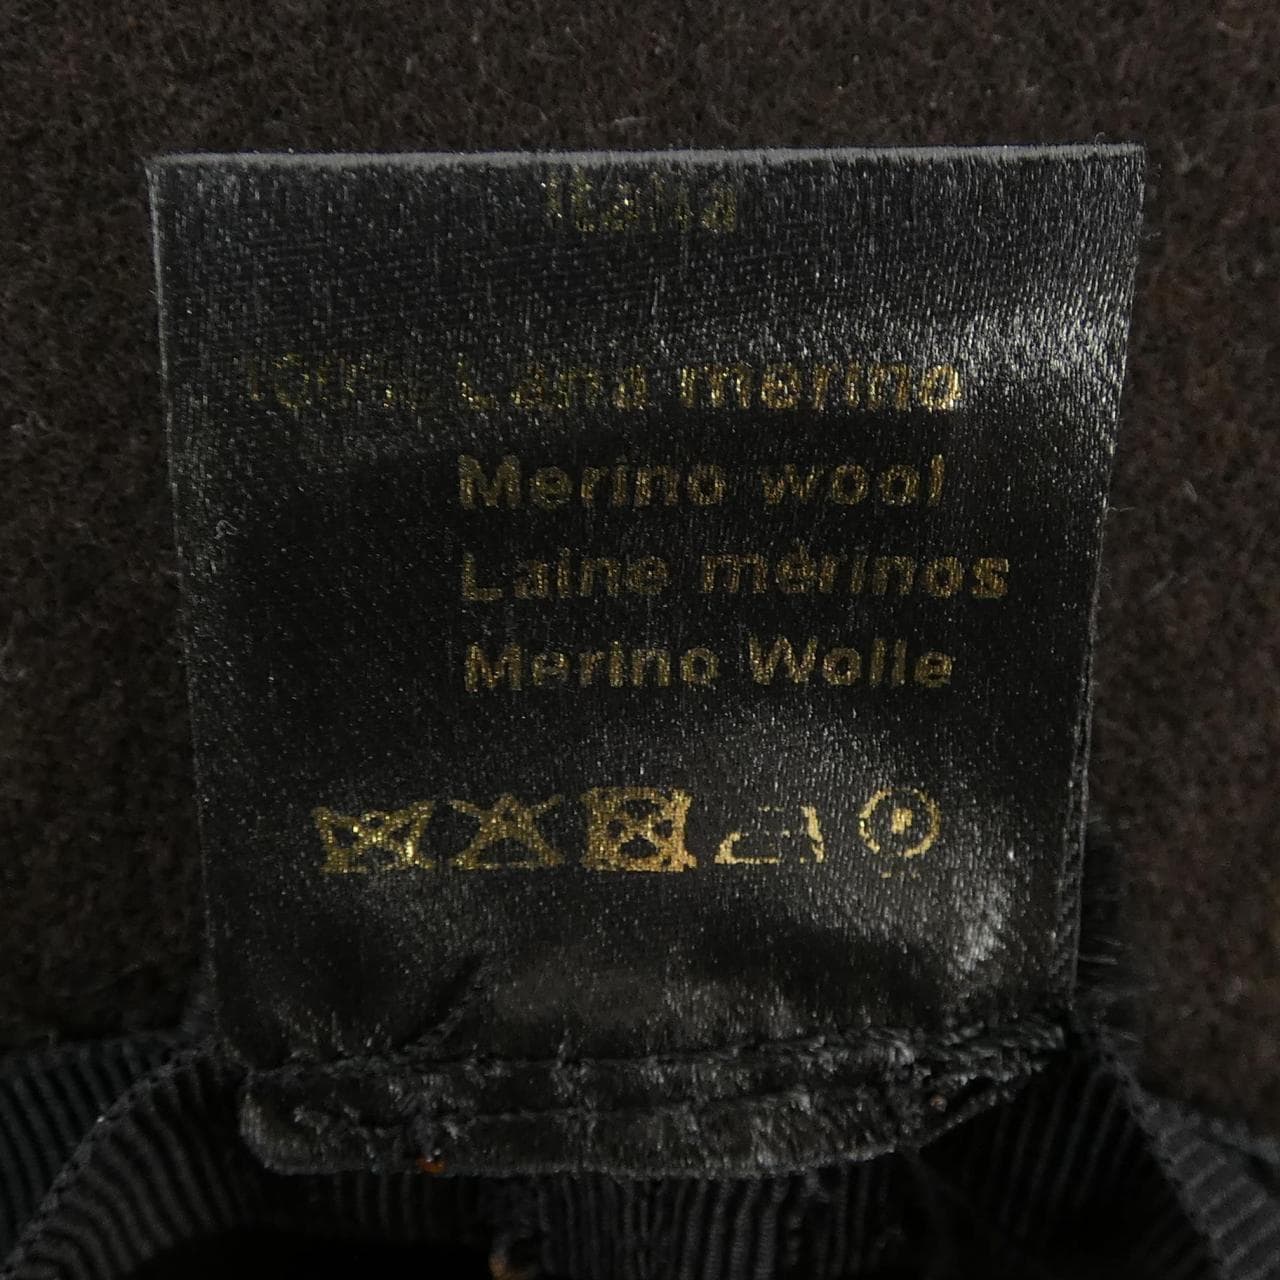 Italia
100% Lana merino
Merino wool
Laine mérinos
Merino Wolle